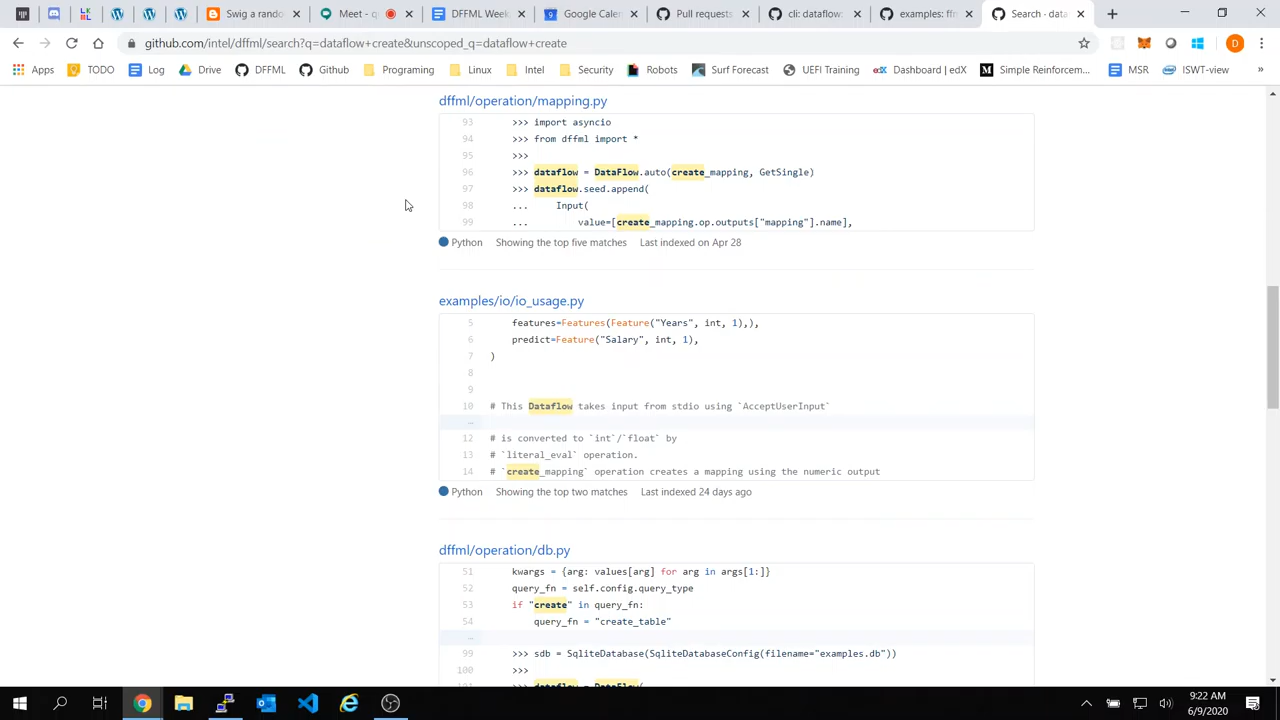 Swig a rando
Meet - q
DFFML Week
Google Cale
Pull requests
cli: dataflow:
examples: ffm
Search - data
github.com/intel/dffml/search?q=dataflow+create&unscoped_q=dataflow+create
D
Apps
TODO
Log
Drive
DFFML
Github
Programing
Linux
Intel
Security
Robots
Surf Forecast
UEFI Training
edX
Dashboard | edX
M
Simple Reinforcem...
MSR
ISWT-view
»
dffml/operation/mapping.py
93 >>> import asyncio
94 >>> from dffml import *
95 >>>
96 >>> dataflow = DataFlow.auto(create_mapping, GetSingle)
97 >>> dataflow.seed.append(
98 ... Input(
99 ... value=[create_mapping.op.outputs["mapping"].name],
Python Showing the top five matches Last indexed on Apr 28
examples/io/io_usage.py
5 features=Features(Feature("Years", int, 1),),
6 predict=Feature("Salary", int, 1),
7 )
8
9
10 # This Dataflow takes input from stdio using `AcceptUserInput`
…
12 # is converted to `int`/`float` by
13 # `literal_eval` operation.
14 # `create_mapping` operation creates a mapping using the numeric output
Python Showing the top two matches Last indexed 24 days ago
dffml/operation/db.py
51 kwargs = {arg: values[arg] for arg in args[1:]}
52 query_fn = self.config.query_type
53 if "create" in query_fn:
54 query_fn = "create_table"
…
99 >>> sdb = SqliteDatabase(SqliteDatabaseConfig(filename="examples.db"))
100 >>>
>>> dataflow = DataFlow(
9:22 AM
6/9/2020